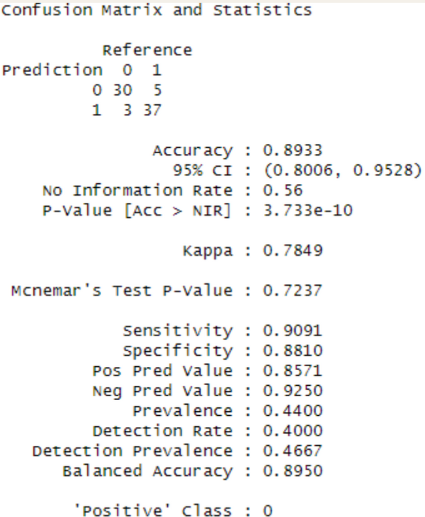 Confusion Matrix and Statistics
Reference
Prediction 0 1
0 30 5
1 3 37
Accuracy : 0.8933
95% CI : (0.8006, 0.9528)
No Information Rate : 0.56
P-Value [Acc > NIR] : 3.733e-10
Kappa : 0.7849
Mcnemar's Test P-Value : 0.7237
Sensitivity : 0.9091
Specificity : 0.8810
Pos Pred Value : 0.8571
Neg Pred Value : 0.9250
Prevalence : 0.4400
Detection Rate : 0.4000
Detection Prevalence : 0.4667
Balanced Accuracy : 0.8950
'Positive' Class : 0